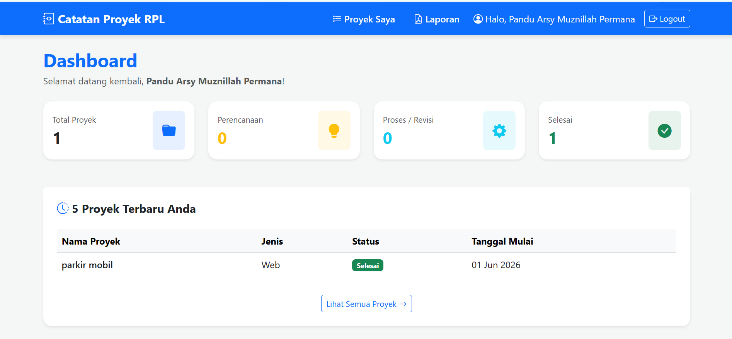 Catatan Proyek RPL
Proyek Saya
Laporan
Halo, Pandu Arsy Muznillah Permana
Logout
Dashboard
Selamat datang kembali, Pandu Arsy Muznillah Permana!
Total Proyek
1
Perencanaan
0
Proses / Revisi
0
Selesai
1
5 Proyek Terbaru Anda
Nama Proyek Jenis Status Tanggal Mulai
parkir mobil Web Selesai 01 Jun 2026
Lihat Semua Proyek →